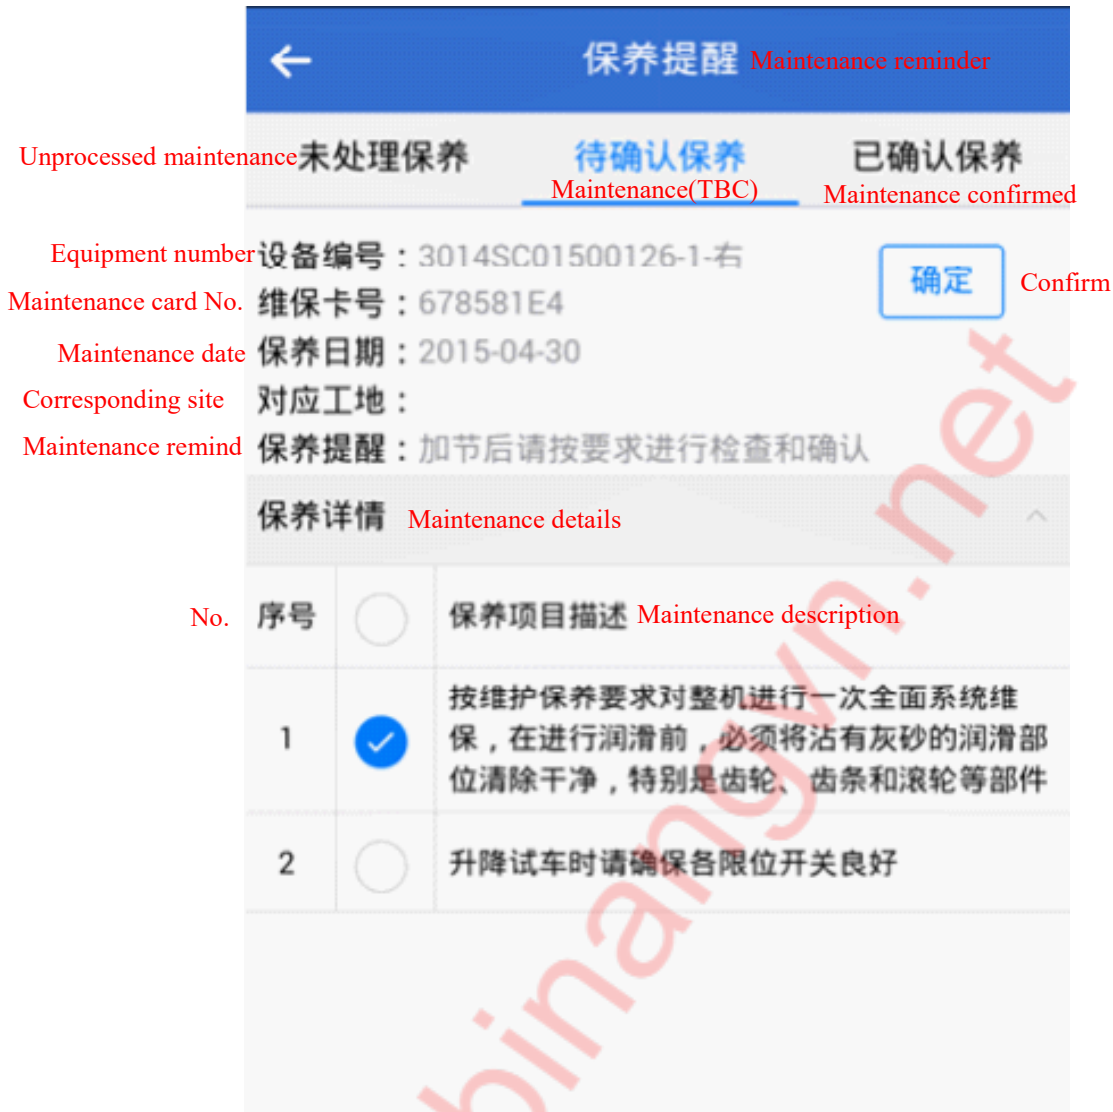 保养提醒 Maintenance reminder
Unprocessed maintenance 未处理保养 待确认保养 已确认保养
Maintenance(TBC) Maintenance confirmed
Equipment number 设备编号：3014SC01500126-1-右 确定 Confirm
Maintenance card No. 维保卡号：678581E4
Maintenance date 保养日期：2015-04-30
Corresponding site 对应工地：
Maintenance remind 保养提醒：加节后请按要求进行检查和确认
保养详情 Maintenance details
No. 序号 保养项目描述 Maintenance description
1 按维护保养要求对整机进行一次全面系统维
保，在进行润滑前，必须将沾有灰砂的润滑部
位清除干净，特别是齿轮、齿条和滚轮等部件
2 升降试车时请确保各限位开关良好
binangvn.net